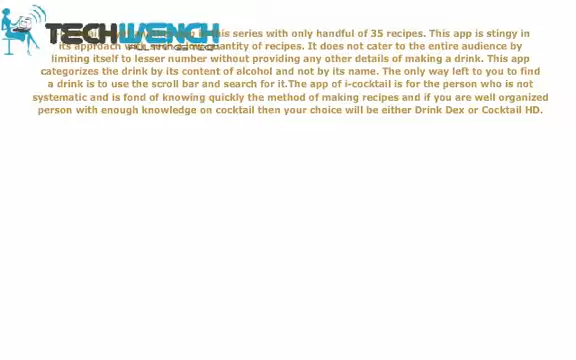 TECHWENCH
this series with only handful of 35 recipes. This app is stingy in
its approach with such a low quantity of recipes. It does not cater to the entire audience by
limiting itself to lesser number without providing any other details of making a drink. This app
categorizes the drink by its content of alcohol and not by its name. The only way left to you to find
a drink is to use the scroll bar and search for it.The app of i-cocktail is for the person who is not
systematic and is fond of knowing quickly the method of making recipes and if you are well organized
person with enough knowledge on cocktail then your choice will be either Drink Dex or Cocktail HD.